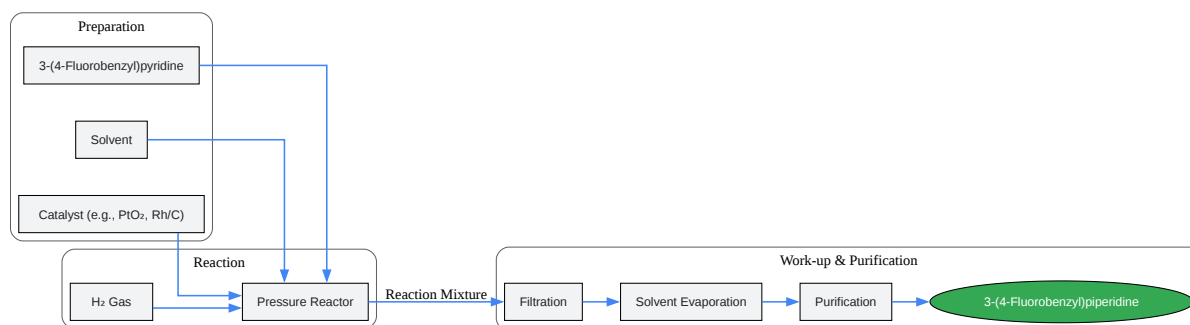 Preparation
3-(4-Fluorobenzyl)pyridine
Solvent
Catalyst (e.g., PtO₂, Rh/C)
Reaction
H₂ Gas
Pressure Reactor
Reaction Mixture
Work-up & Purification
Filtration
Solvent Evaporation
Purification
3-(4-Fluorobenzyl)piperidine